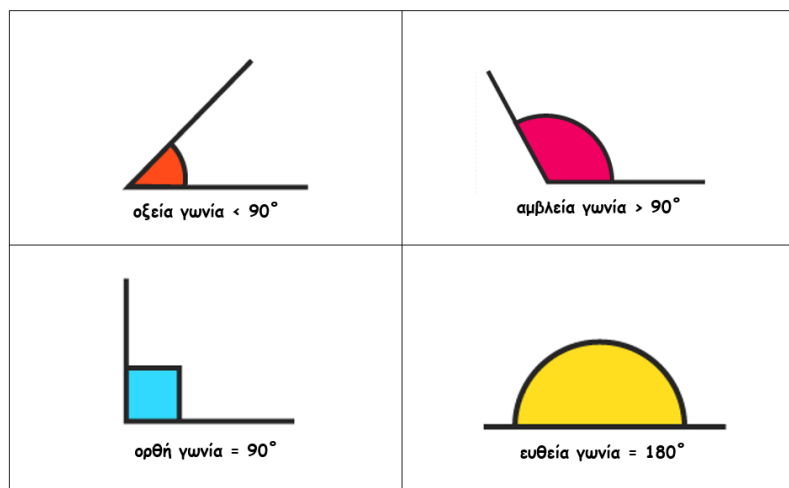 οξεία γωνία < 90°
αμβλεία γωνία > 90°
ορθή γωνία = 90°
ευθεία γωνία = 180°